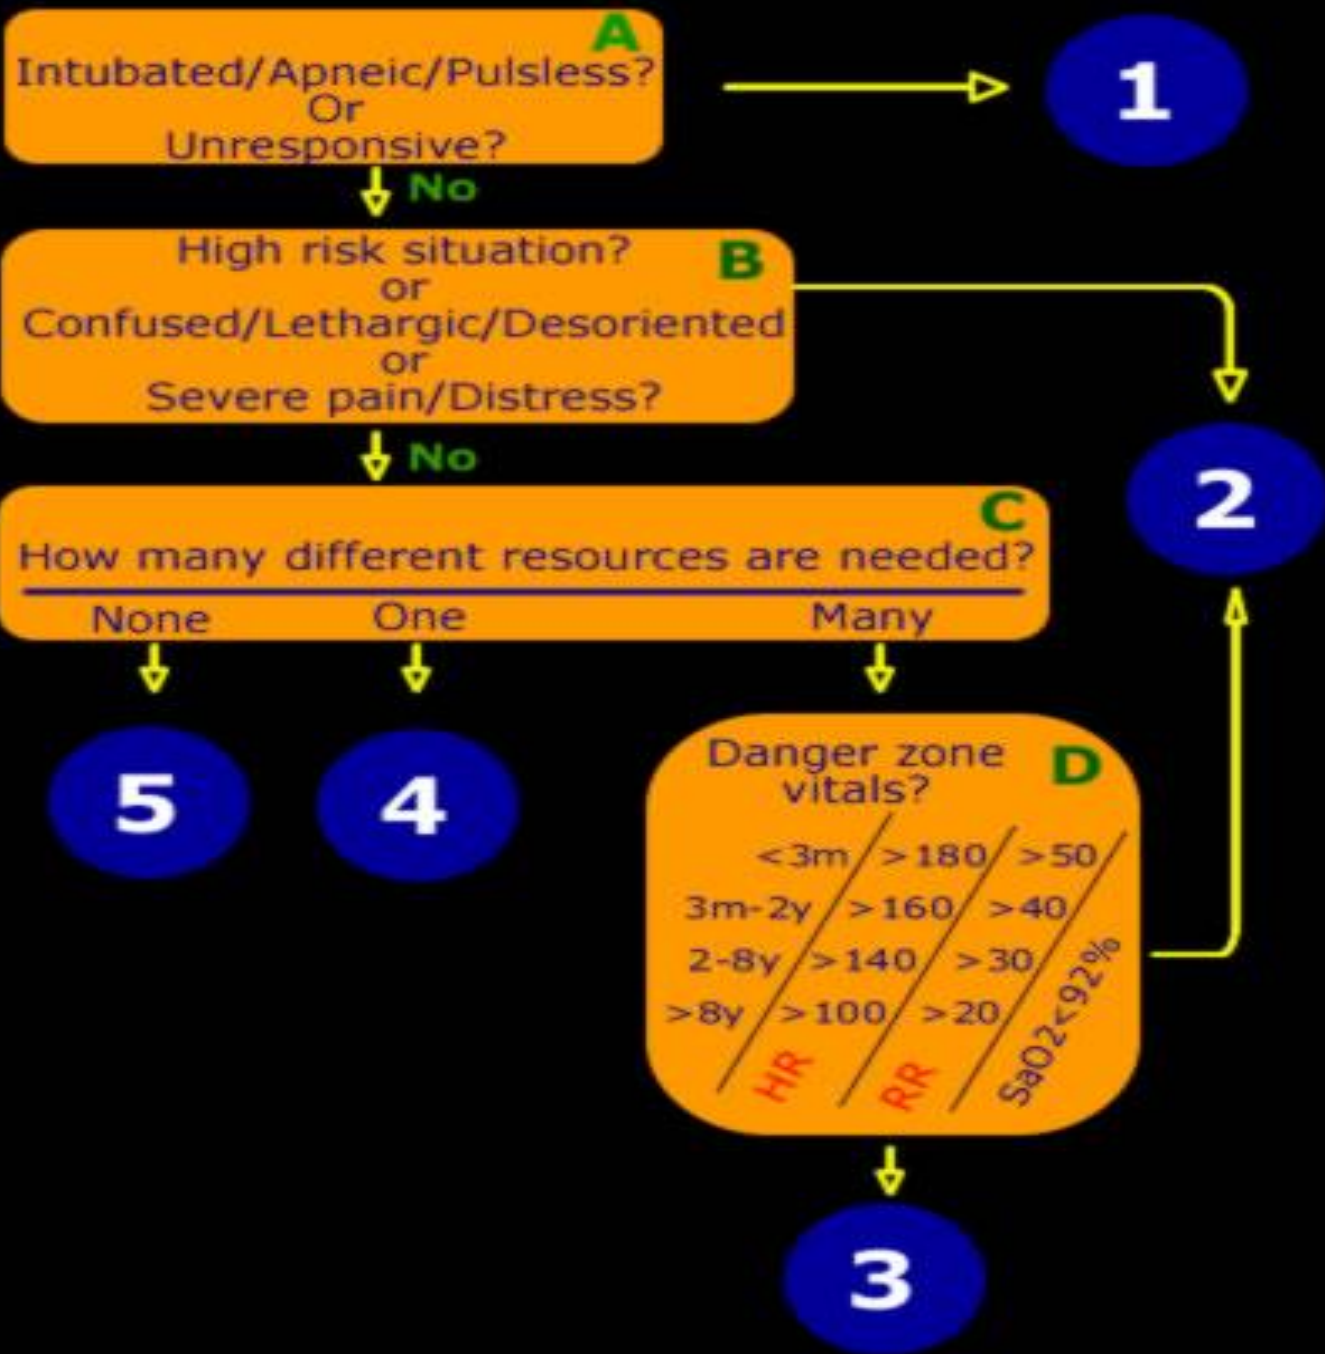 A
Intubated/Apneic/Pulsless?
Or
Unresponsive?
1
No
High risk situation?
B
or
Confused/Lethargic/Desoriented
or
Severe pain/Distress?
No
2
C
How many different resources are needed?
None One Many
5 4
Danger zone
D
vitals?
<3m >180 >50
3m-2y >160 >40
2-8y >140 >30
>8y >100 >20
HR RR SaO2<92%
3